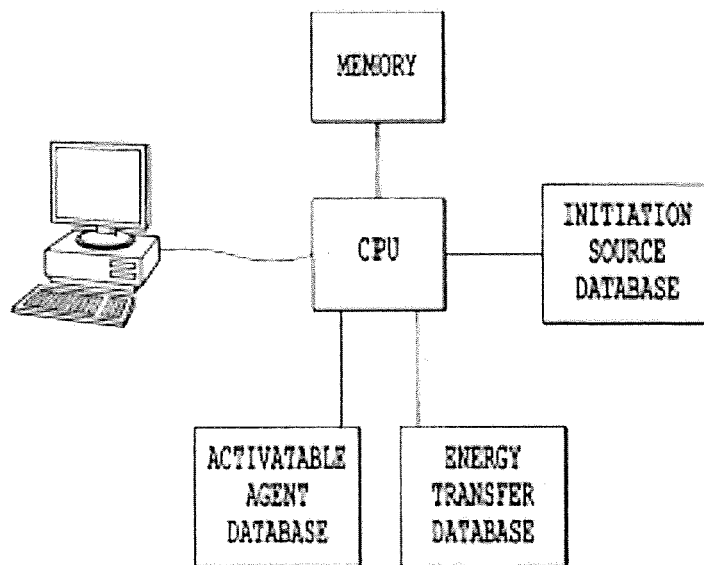 MEMORY
CPU
INITIATION
SOURCE
DATABASE
ACTIVATABLE
AGENT
DATABASE
ENERGY
TRANSFER
DATABASE